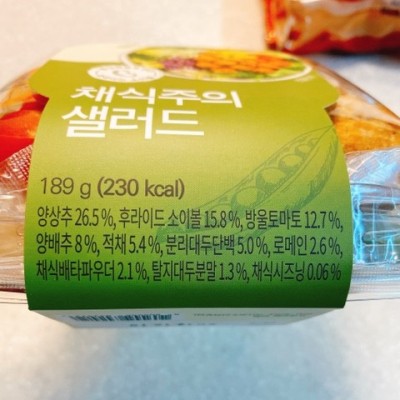 채식주의
샐러드
189 g (230 kcal)
양상추 26.5%, 후라이드 소이볼 15.8%, 방울토마토 12.7%,
양배추 8%, 적채 5.4%, 분리대두단백 5.0%, 로메인 2.6%,
채식배타파우더 2.1%, 탈지대두분말 1.3%, 채식시즈닝 0.06%